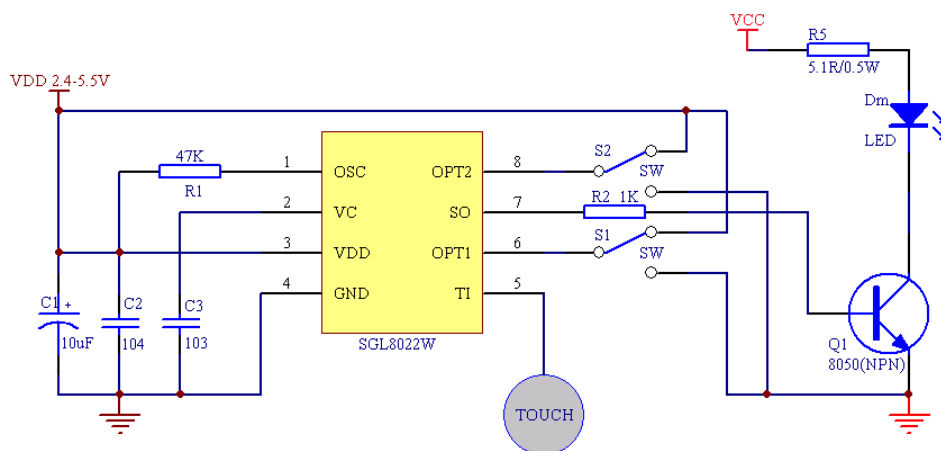 VCC
R5
5.1R/0.5W
VDD 2.4-5.5V
Dm
LED
47K
R1
1
OSC
OPT2
8
S2
SW
2
VC
SO
7
R2 1K
3
VDD
OPT1
6
S1
SW
4
GND
TI
5
C1 +
10uF
C2
104
C3
103
SGL8022W
Q1
8050(NPN)
TOUCH